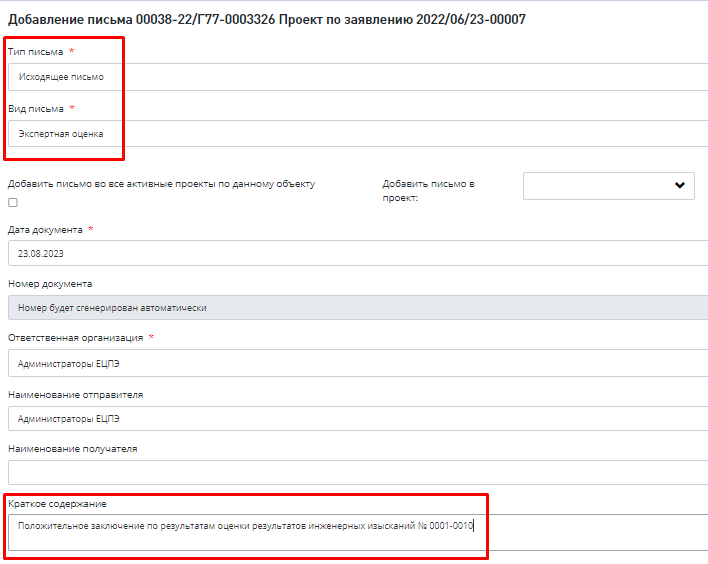 Добавление письма 00038-22/Г77-0003326 Проект по заявлению 2022/06/23-00007
Тип письма *
Исходящее письмо
Вид письма *
Экспертная оценка
Добавить письмо во все активные проекты по данному объекту
Добавить письмо в
проект:
Дата документа *
23.08.2023
Номер документа
Номер будет сгенерирован автоматически
Ответственная организация *
Администраторы ЕЦПЭ
Наименование отправителя
Администраторы ЕЦПЭ
Наименование получателя
Краткое содержание
Положительное заключение по результатам оценки результатов инженерных изысканий № 0001-0010